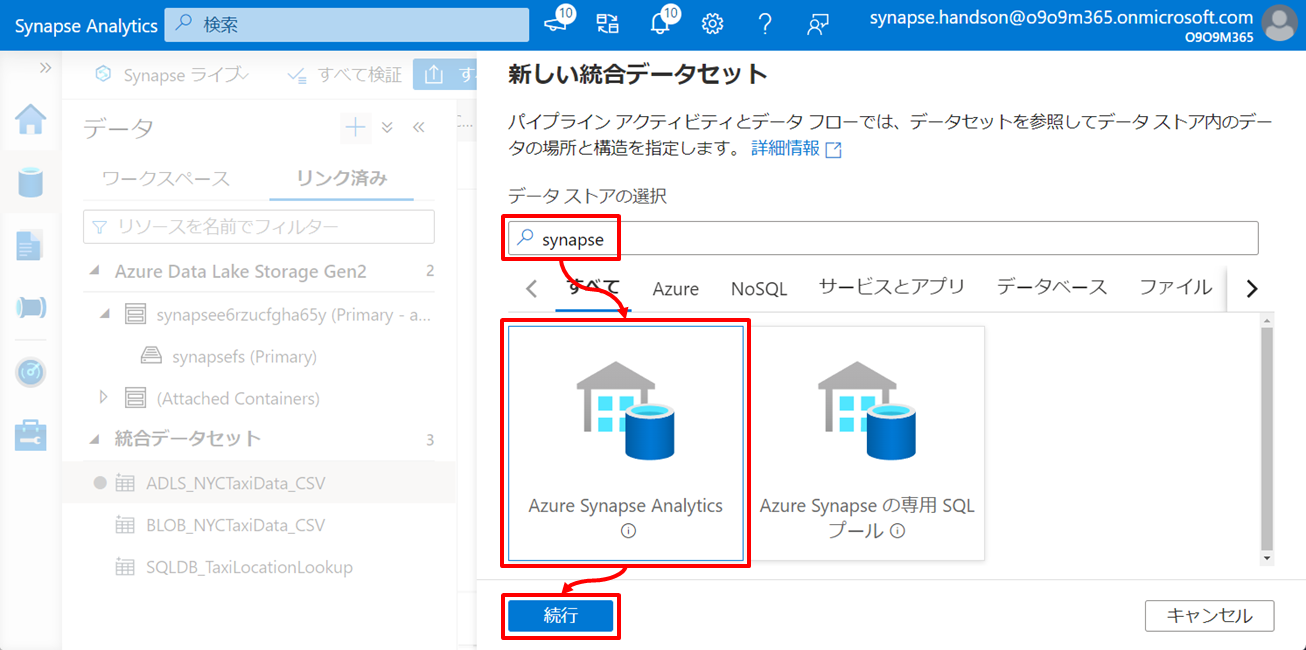 Synapse Analytics
検索
10
10
synapse.handson@o9o9m365.onmicrosoft.com
O9O9M365
Synapse ライブ
すべて検証
す
データ
ワークスペース
リンク済み
リソースを名前でフィルター
Azure Data Lake Storage Gen2 2
synapsee6rzucfgha65y (Primary - a...
synapsefs (Primary)
(Attached Containers)
統合データセット 3
ADLS_NYCTaxiData_CSV
BLOB_NYCTaxiData_CSV
SQLDB_TaxiLocationLookup
新しい統合データセット
パイプライン アクティビティとデータ フローでは、データセットを参照してデータ ストア内のデー
タの場所と構造を指定します。 詳細情報
データ ストアの選択
synapse
すべて Azure NoSQL サービスとアプリ データベース ファイル
Azure Synapse Analytics
Azure Synapse の専用 SQL
プール
続行
キャンセル